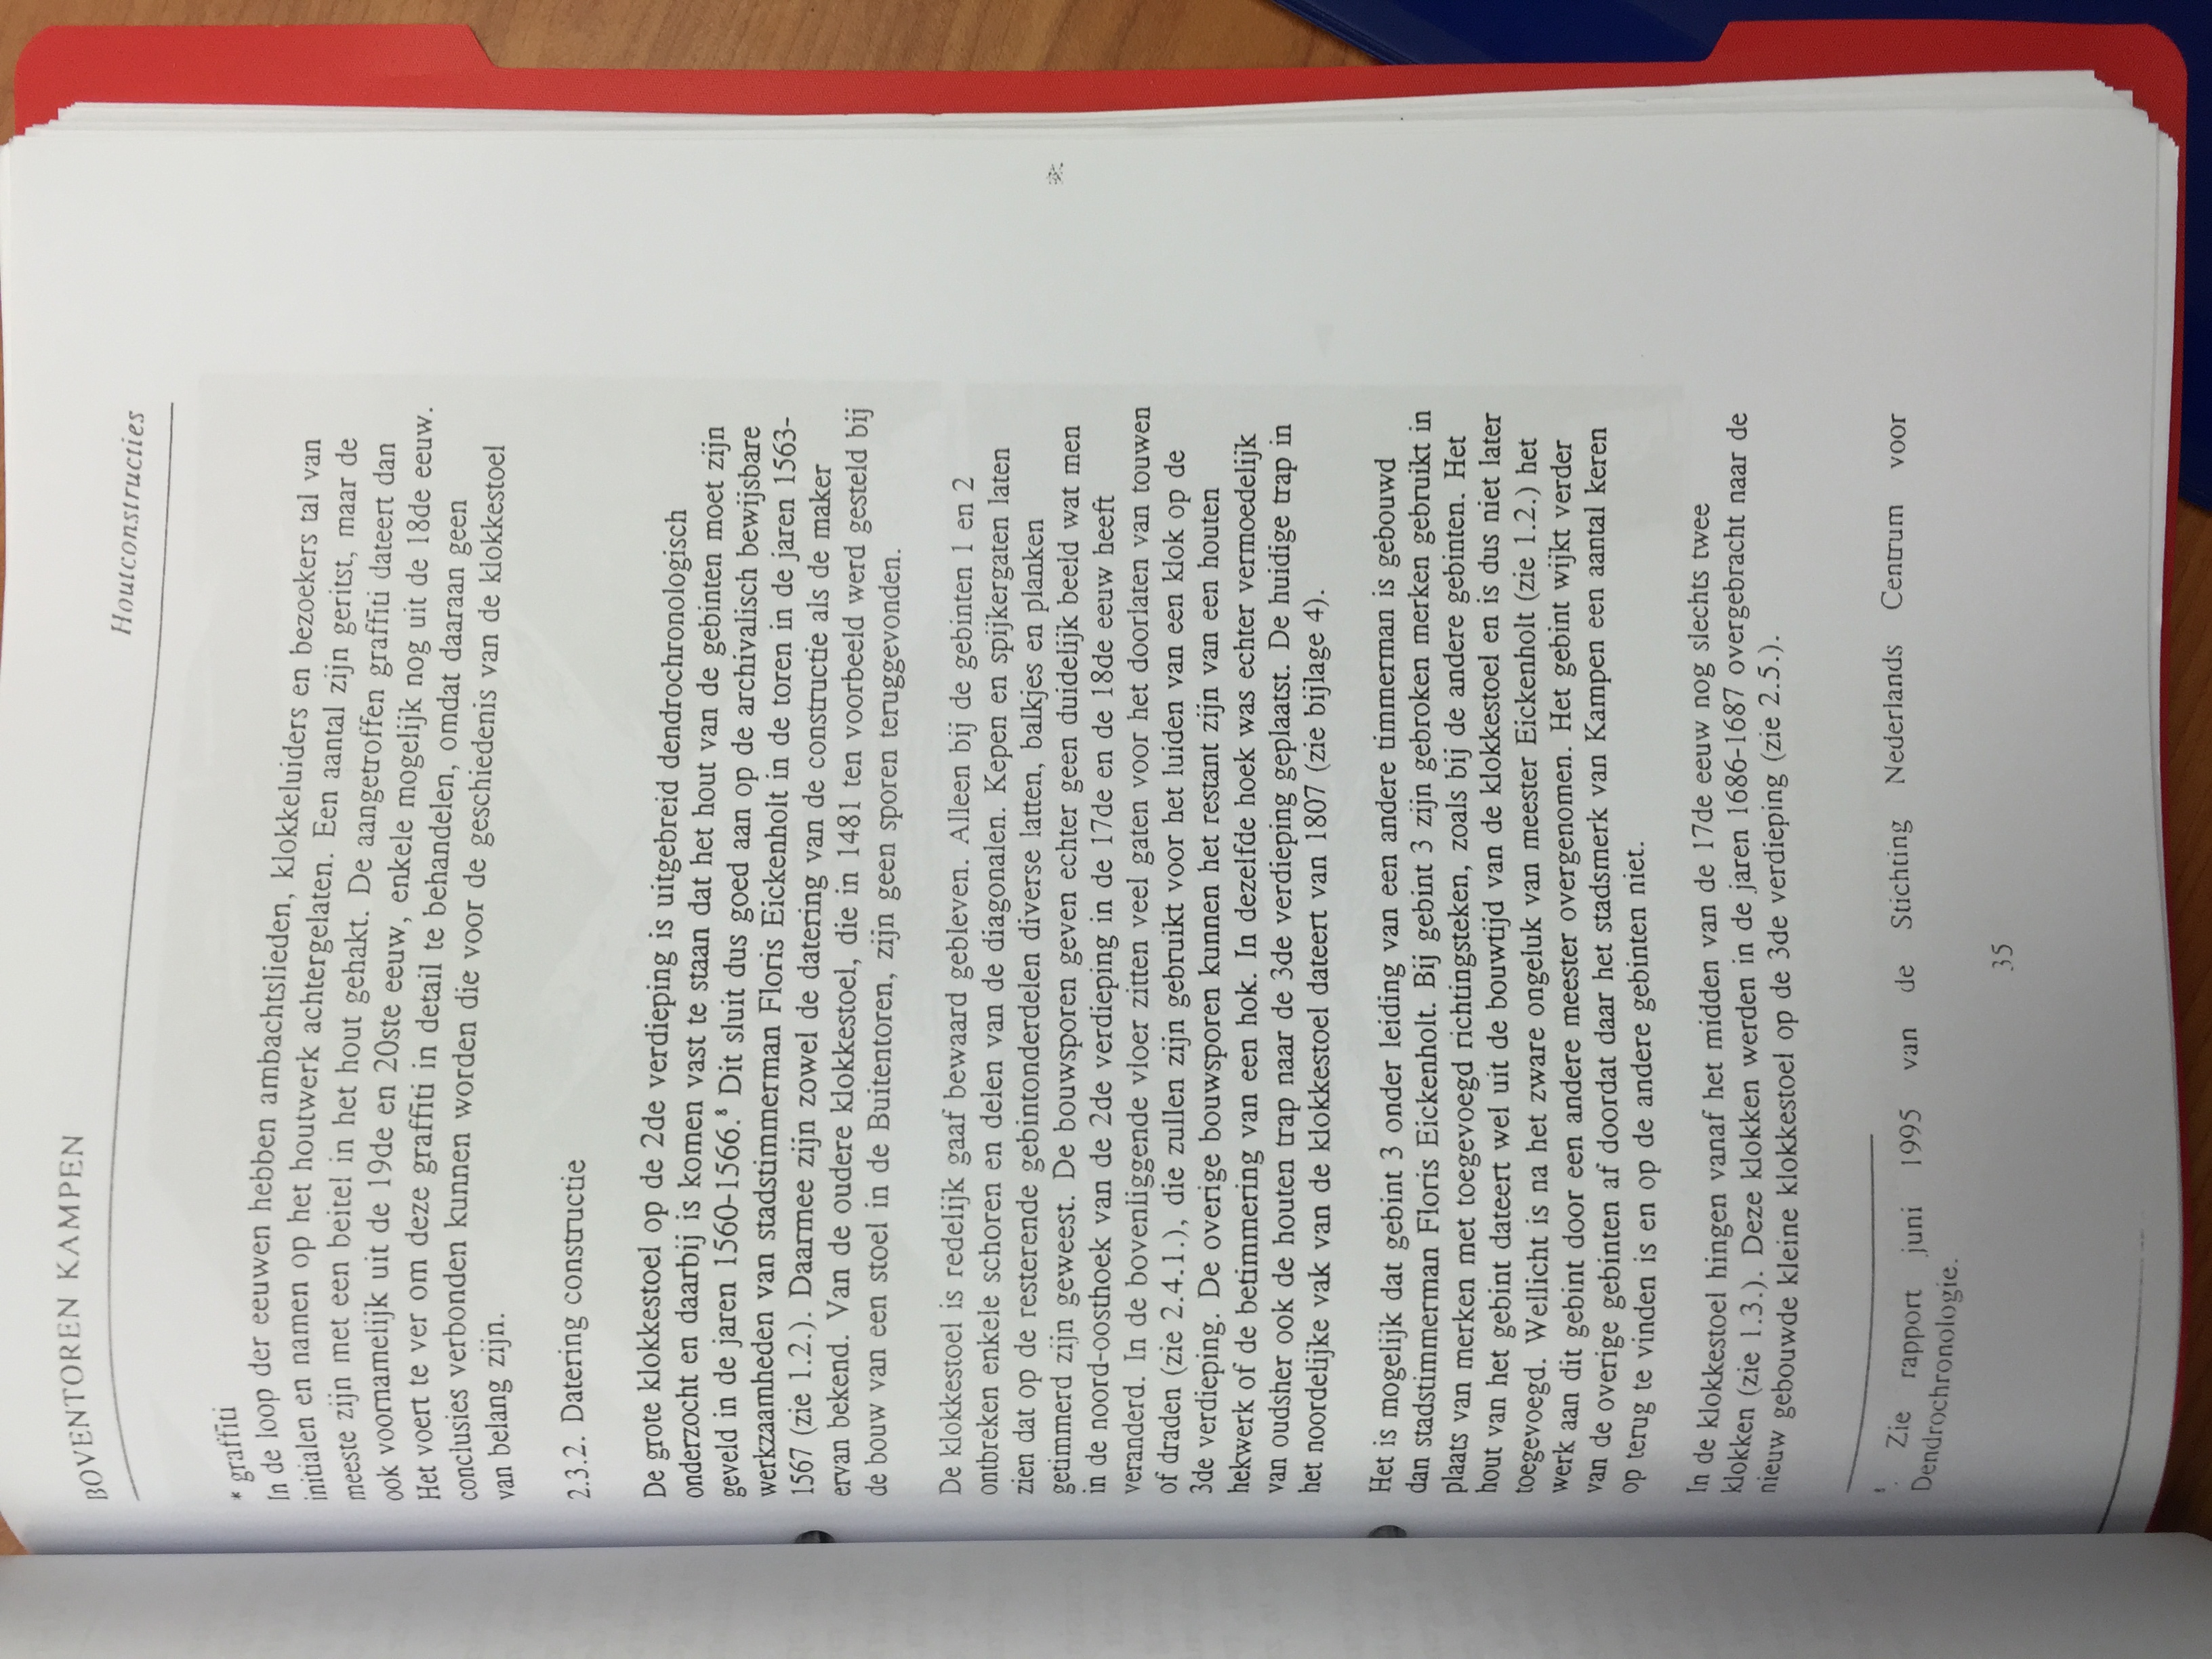 BOVENTOREN KAMPEN
Houtconstructies
* graffiti
In de loop der eeuwen hebben ambachtslieden, klokkeluiders en bezoekers tal van
initialen en namen op het houtwerk achtergelaten. Een aantal zijn geritst, maar de
meeste zijn met een beitel in het hout gehakt. De aangetroffen graffiti dateert dan
ook voornamelijk uit de 19de en 20ste eeuw, enkele mogelijk nog uit de 18de eeuw.
Het voert te ver om deze graffiti in detail te behandelen, omdat daaraan geen
conclusies verbonden kunnen worden die voor de geschiedenis van de klokkestoel
van belang zijn.
2.3.2. Datering constructie
De grote klokkestoel op de 2de verdieping is uitgebreid dendrochronologisch
onderzocht en daarbij is komen vast te staan dat het hout van de gebinten moet zijn
geveld in de jaren 1560-1566.⁸ Dit sluit dus goed aan op de archivalisch bewijsbare
werkzaamheden van stadstimmerman Floris Eickenholt in de toren in de jaren 1563-
1567 (zie 1.2.). Daarmee zijn zowel de datering van de constructie als de maker
ervan bekend. Van de oudere klokkestoel, die in 1481 ten voorbeeld werd gesteld bij
de bouw van een stoel in de Buitentoren, zijn geen sporen teruggevonden.
De klokkestoel is redelijk gaaf bewaard gebleven. Alleen bij de gebinten 1 en 2
ontbreken enkele schoren en delen van de diagonalen. Kepen en spijkergaten laten
zien dat op de resterende gebintonderdelen diverse latten, balkjes en planken
getimmerd zijn geweest. De bouwsporen geven echter geen duidelijk beeld wat men
in de noord-oosthoek van de 2de verdieping in de 17de en de 18de eeuw heeft
veranderd. In de bovenliggende vloer zitten veel gaten voor het doorlaten van touwen
of draden (zie 2.4.1.), die zullen zijn gebruikt voor het luiden van een klok op de
3de verdieping. De overige bouwsporen kunnen het restant zijn van een houten
hekwerk of de betimmering van een hok. In dezelfde hoek was echter vermoedelijk
van oudsher ook de houten trap naar de 3de verdieping geplaatst. De huidige trap in
het noordelijke vak van de klokkestoel dateert van 1807 (zie bijlage 4).
Het is mogelijk dat gebint 3 onder leiding van een andere timmerman is gebouwd
dan stadstimmerman Floris Eickenholt. Bij gebint 3 zijn gebroken merken gebruikt in
plaats van merken met toegevoegd richtingsteken, zoals bij de andere gebinten. Het
hout van het gebint dateert wel uit de bouwtijd van de klokkestoel en is dus niet later
toegevoegd. Wellicht is na het zware ongeluk van meester Eickenholt (zie 1.2.) het
werk aan dit gebint door een andere meester overgenomen. Het gebint wijkt verder
van de overige gebinten af doordat daar het stadsmerk van Kampen een aantal keren
op terug te vinden is en op de andere gebinten niet.
In de klokkestoel hingen vanaf het midden van de 17de eeuw nog slechts twee
klokken (zie 1.3.). Deze klokken werden in de jaren 1686-1687 overgebracht naar de
nieuw gebouwde kleine klokkestoel op de 3de verdieping (zie 2.5.).
⁸ Zie rapport juni 1995 van de Stichting Nederlands Centrum voor
Dendrochronologie.
35